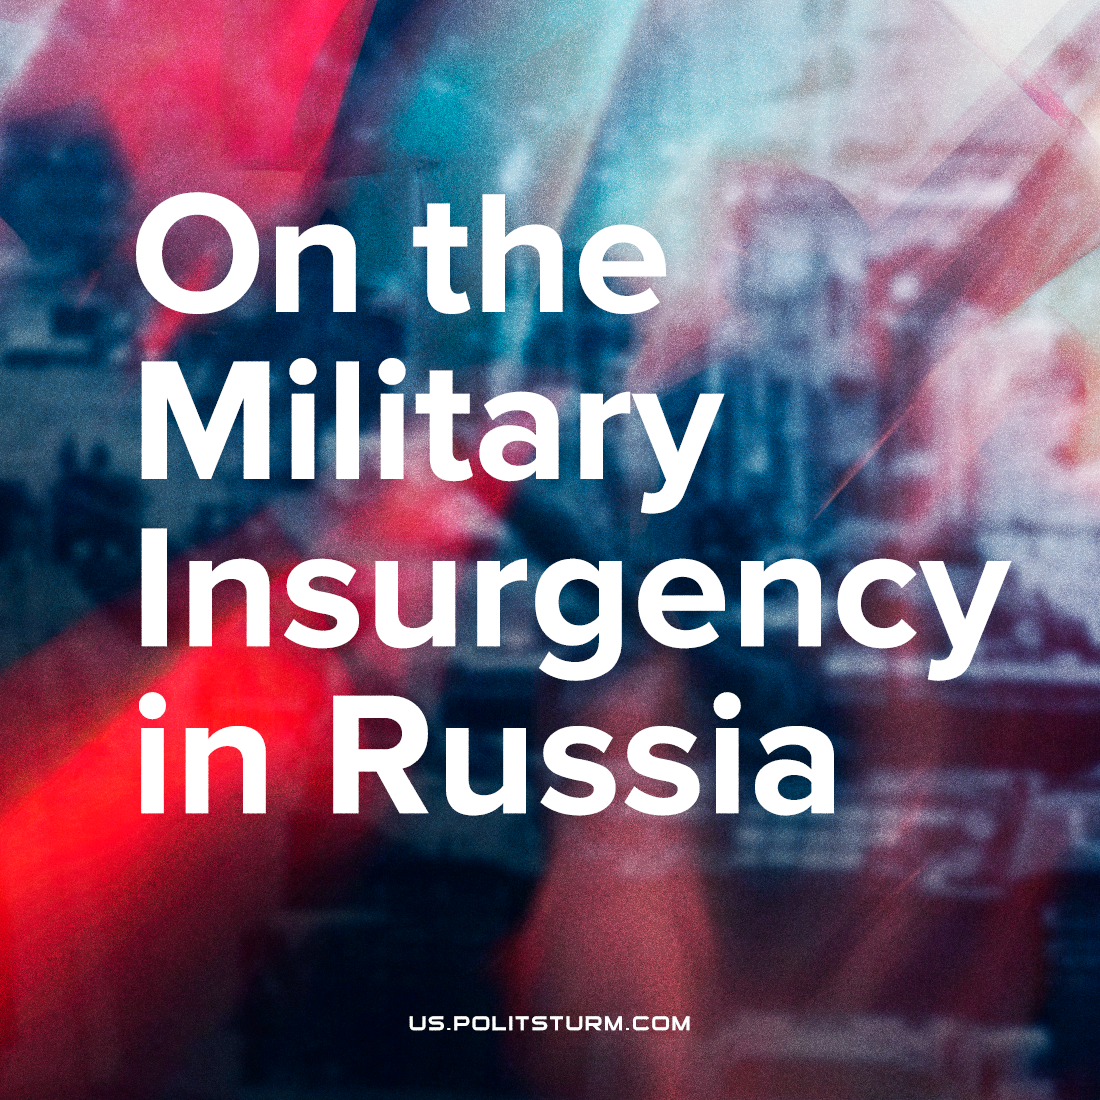 On the
Military
Insurgency
in Russia
US.POLITSTURM.COM